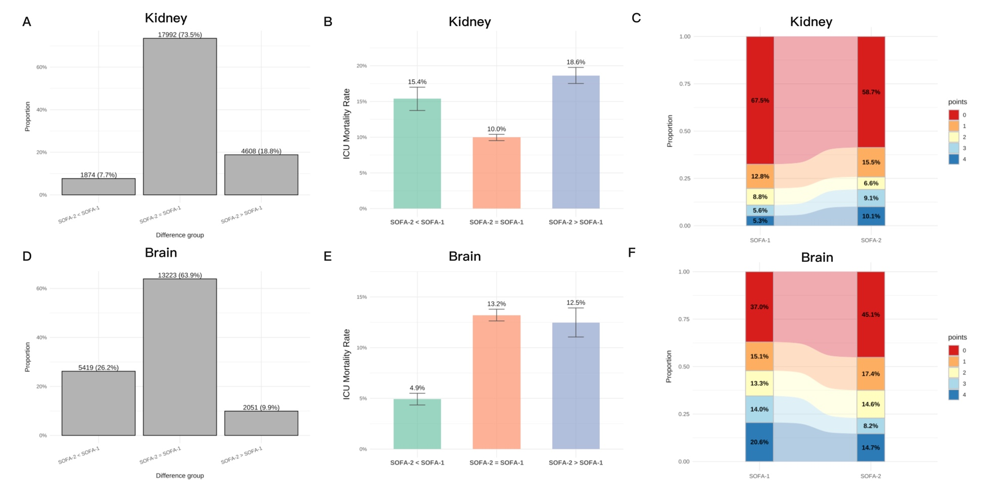 A
Kidney
17992 (73.5%)
4608 (18.8%)
1874 (7.7%)
60%
40%
20%
0%
Proportion
SOFA-2 < SOFA-1
SOFA-2 = SOFA-1
SOFA-2 > SOFA-1
Difference group
B
Kidney
20%
15%
10%
5%
0%
ICU Mortality Rate
15.4%
10.0%
18.6%
SOFA-2 < SOFA-1
SOFA-2 = SOFA-1
SOFA-2 > SOFA-1
C
Kidney
1.00
0.75
0.50
0.25
0.00
Proportion
67.5%
12.8%
8.8%
5.6%
5.3%
58.7%
15.5%
6.6%
9.1%
10.1%
SOFA-1
SOFA-2
points
0
1
2
3
4
D
Brain
13223 (63.9%)
5419 (26.2%)
2051 (9.9%)
60%
40%
20%
0%
Proportion
SOFA-2 < SOFA-1
SOFA-2 = SOFA-1
SOFA-2 > SOFA-1
Difference group
E
Brain
15%
10%
5%
0%
ICU Mortality Rate
4.9%
13.2%
12.5%
SOFA-2 < SOFA-1
SOFA-2 = SOFA-1
SOFA-2 > SOFA-1
F
Brain
1.00
0.75
0.50
0.25
0.00
Proportion
37.0%
15.1%
13.3%
14.0%
20.6%
45.1%
17.4%
14.6%
8.2%
14.7%
SOFA-1
SOFA-2
points
0
1
2
3
4